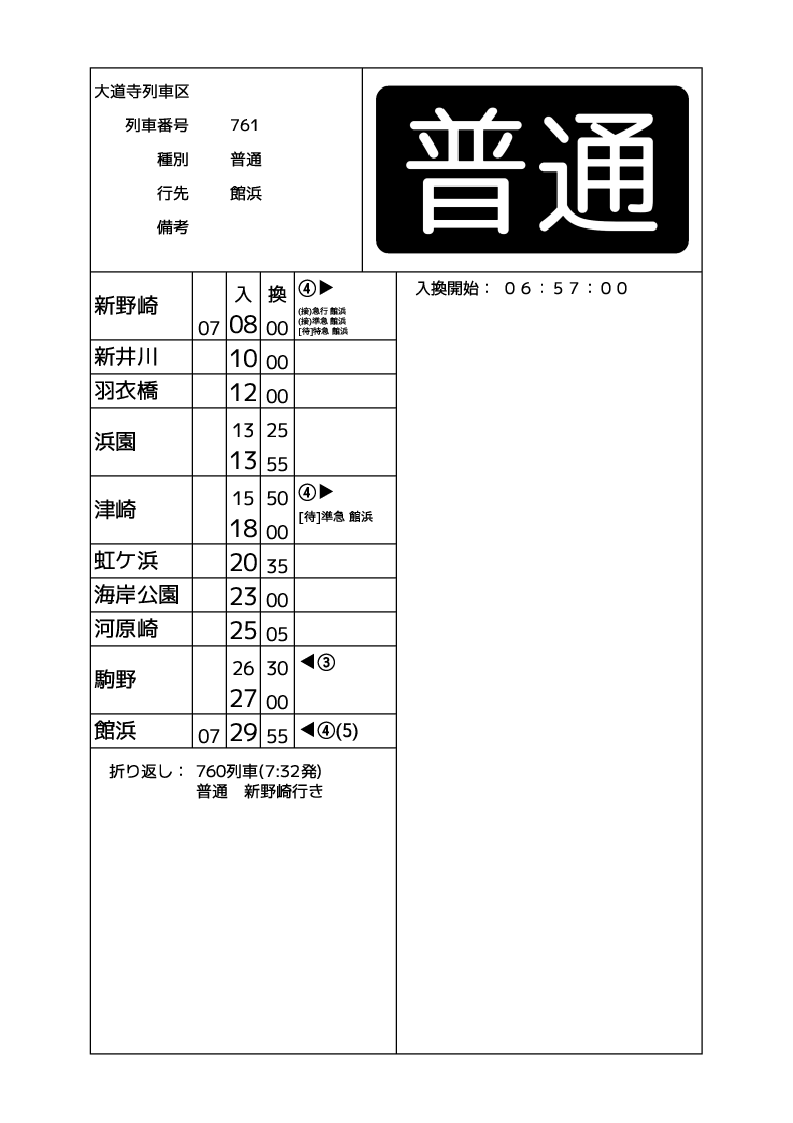 大道寺列車区
列車番号 761
種別 普通
行先 館浜
備考
普通
新野崎 入 換 ④▶
07 08 00
(接)急行 館浜
(接)準急 館浜
[待]特急 館浜
新井川 10 00
羽衣橋 12 00
浜園 13 25
13 55
津崎 15 50 ④▶
18 00 [待]準急 館浜
虹ケ浜 20 35
海岸公園 23 00
河原崎 25 05
駒野 26 30 ◀③
27 00
館浜 07 29 55 ◀④(5)
折り返し： 760列車(7:32発)
普通　新野崎行き
入換開始： ０６：５７：００